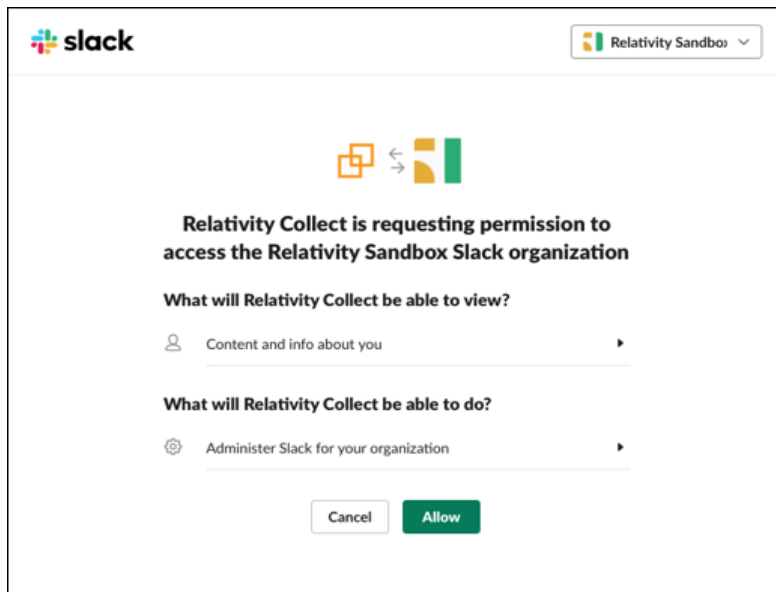 slack
Relativity Sandbox
Relativity Collect is requesting permission to
access the Relativity Sandbox Slack organization
What will Relativity Collect be able to view?
Content and info about you
What will Relativity Collect be able to do?
Administer Slack for your organization
Cancel
Allow